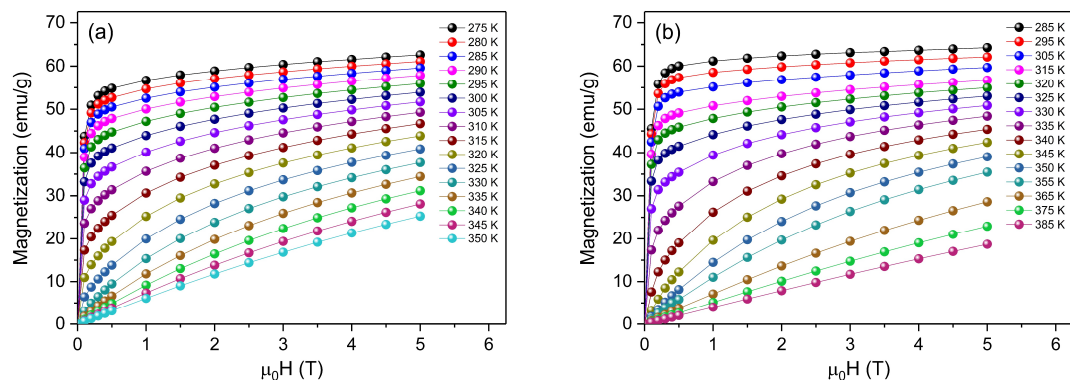 (a)
Magnetization (emu/g)
70
60
50
40
30
20
10
0
0 1 2 3 4 5 6
μ₀H (T)
275 K
280 K
285 K
290 K
295 K
300 K
305 K
310 K
315 K
320 K
325 K
330 K
335 K
340 K
345 K
350 K
(b)
Magnetization (emu/g)
70
60
50
40
30
20
10
0
0 1 2 3 4 5 6
μ₀H (T)
285 K
295 K
305 K
315 K
320 K
325 K
330 K
335 K
340 K
345 K
350 K
355 K
365 K
375 K
385 K